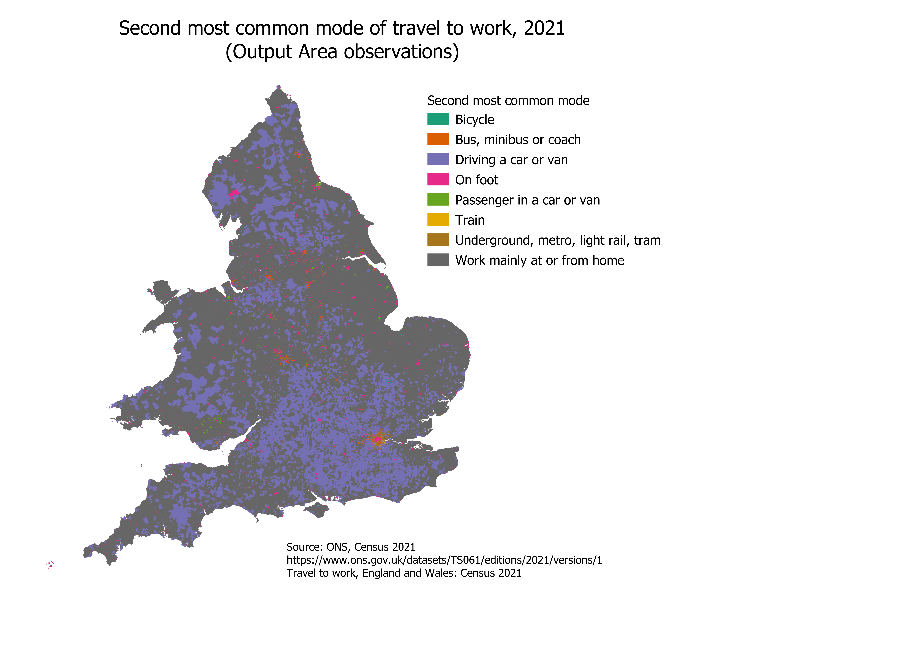 Second most common mode of travel to work, 2021
(Output Area observations)
Second most common mode
Bicycle
Bus, minibus or coach
Driving a car or van
On foot
Passenger in a car or van
Train
Underground, metro, light rail, tram
Work mainly at or from home
Source: ONS, Census 2021
https://www.ons.gov.uk/datasets/TS061/editions/2021/versions/1
Travel to work, England and Wales: Census 2021